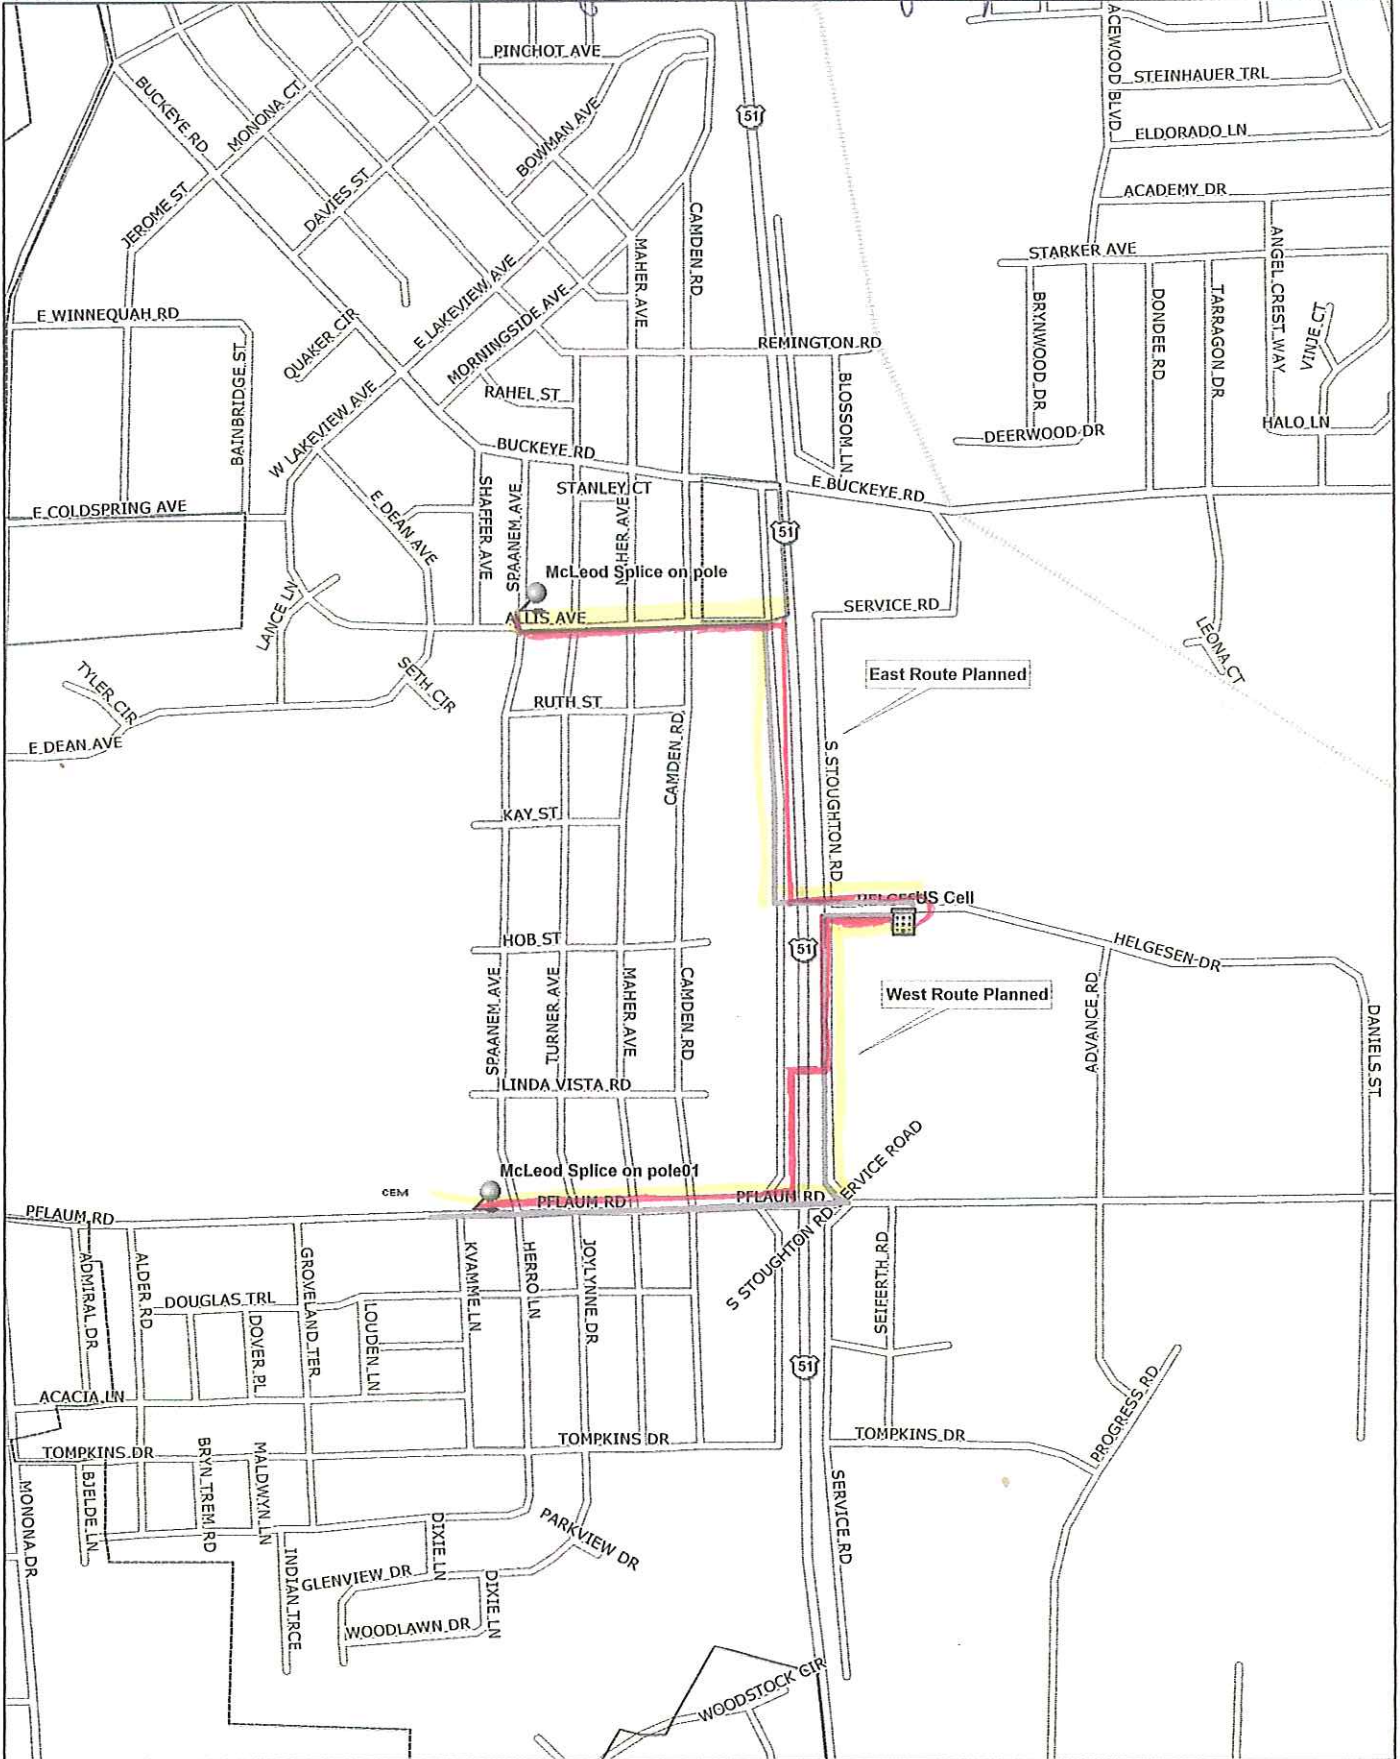 PINCHOT AVE
51
ACEWOOD BLVD
STEINHAUER TRL
BUCKEYE RD
MONONA CT
BOWMAN AVE
ELDORADO LN
JEROME ST
DAVIES ST
ACADEMY DR
CAMDEN RD
MAHER AVE
STARKER AVE
ANGEL CREST WAY
E LAKEVIEW AVE
E WINNEQUAH RD
QUAKER CIR
MORNINGSIDE AVE
BRYNWOOD DR
DONDEE RD
TARRAGON DR
REMINGTON RD
BAINBRIDGE ST
RAHEL ST
BLOSSOM LN
W LAKEVIEW AVE
HALO LN
DEERWOOD DR
BUCKEYE RD
STANLEY CT
E BUCKEYE RD
E COLDSPRING AVE
E DEAN AVE
SHAFFER AVE
SPAANEM AVE
51
McLeod Splice on pole
LANCE LN
SERVICE RD
LEONA CT
TYLER CIR
SETH CIR
East Route Planned
RUTH ST
E DEAN AVE
CAMDEN RD
S STOUGHTON RD
KAY ST
US Cell
HOB ST
51
HELGESEN DR
SPAANEM AVE
TURNER AVE
MAHER AVE
CAMDEN RD
West Route Planned
ADVANCE RD
DANIELS ST
LINDA VISTA RD
McLeod Splice on pole01
CEM
PFLAUM RD
PFLAUM RD
PFLAUM RD
SERVICE ROAD
S STOUGHTON RD
ADMIRAL DR
ALDER RD
GROVELAND TER
KVAMME LN
HERRO LN
JOYLYNNE DR
SEIFERTH RD
DOUGLAS TRL
DOVER PL
LOUDEN LN
51
ACACIA LN
PROGRESS RD
TOMPKINS DR
TOMPKINS DR
TOMPKINS DR
MONONA DR
BJELDE LN
BRYN TREM RD
MALDWYN LN
SERVICE RD
DIXIE LN
PARKVIEW DR
INDIAN TRCE
GLENVIEW DR
DIXIE LN
WOODLAWN DR
WOODSTOCK CIR